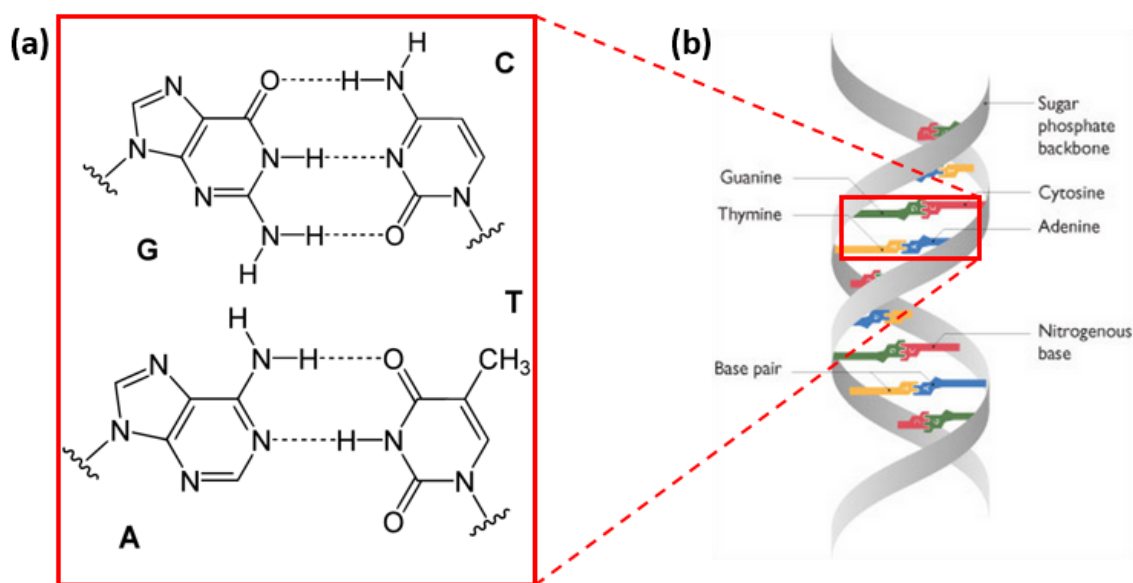 (a)
(b)
H
N
O
H
N
H
C
N
N
N
H
N
N
N
H
O
N
G
H
T
H
N
H
O
CH3
N
N
N
H
N
N
N
O
A
Sugar
phosphate
backbone
Guanine
Cytosine
Thymine
Adenine
Nitrogenous
base
Base pair